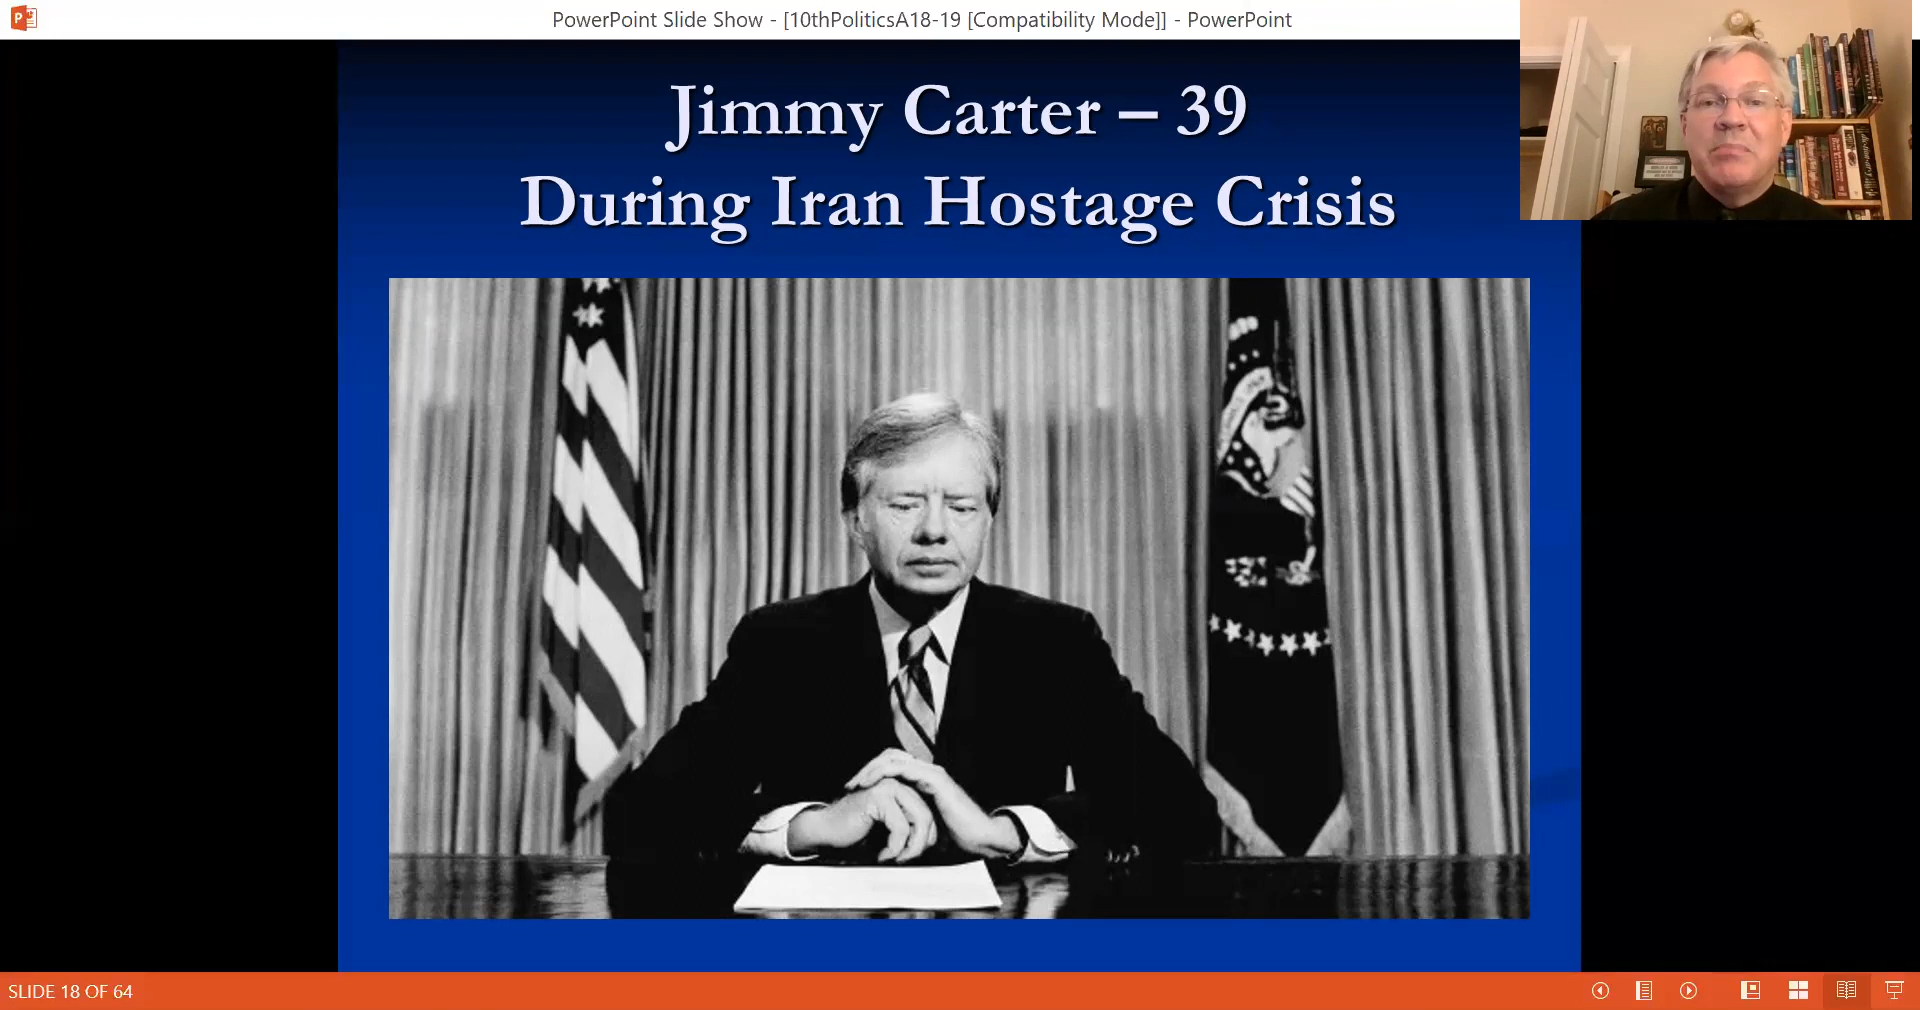 PowerPoint Slide Show - [10thPoliticsA18-19 [Compatibility Mode]] - PowerPoint
Jimmy Carter – 39
During Iran Hostage Crisis
SLIDE 18 OF 64